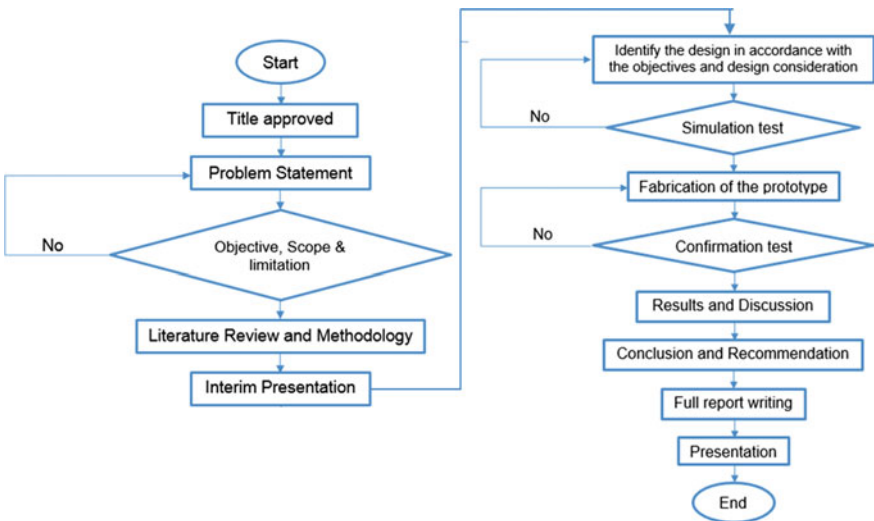 Start
Title approved
Problem Statement
No
Objective, Scope &
limitation
Literature Review and Methodology
Interim Presentation
Identify the design in accordance with
the objectives and design consideration
No
Simulation test
Fabrication of the prototype
No
Confirmation test
Results and Discussion
Conclusion and Recommendation
Full report writing
Presentation
End